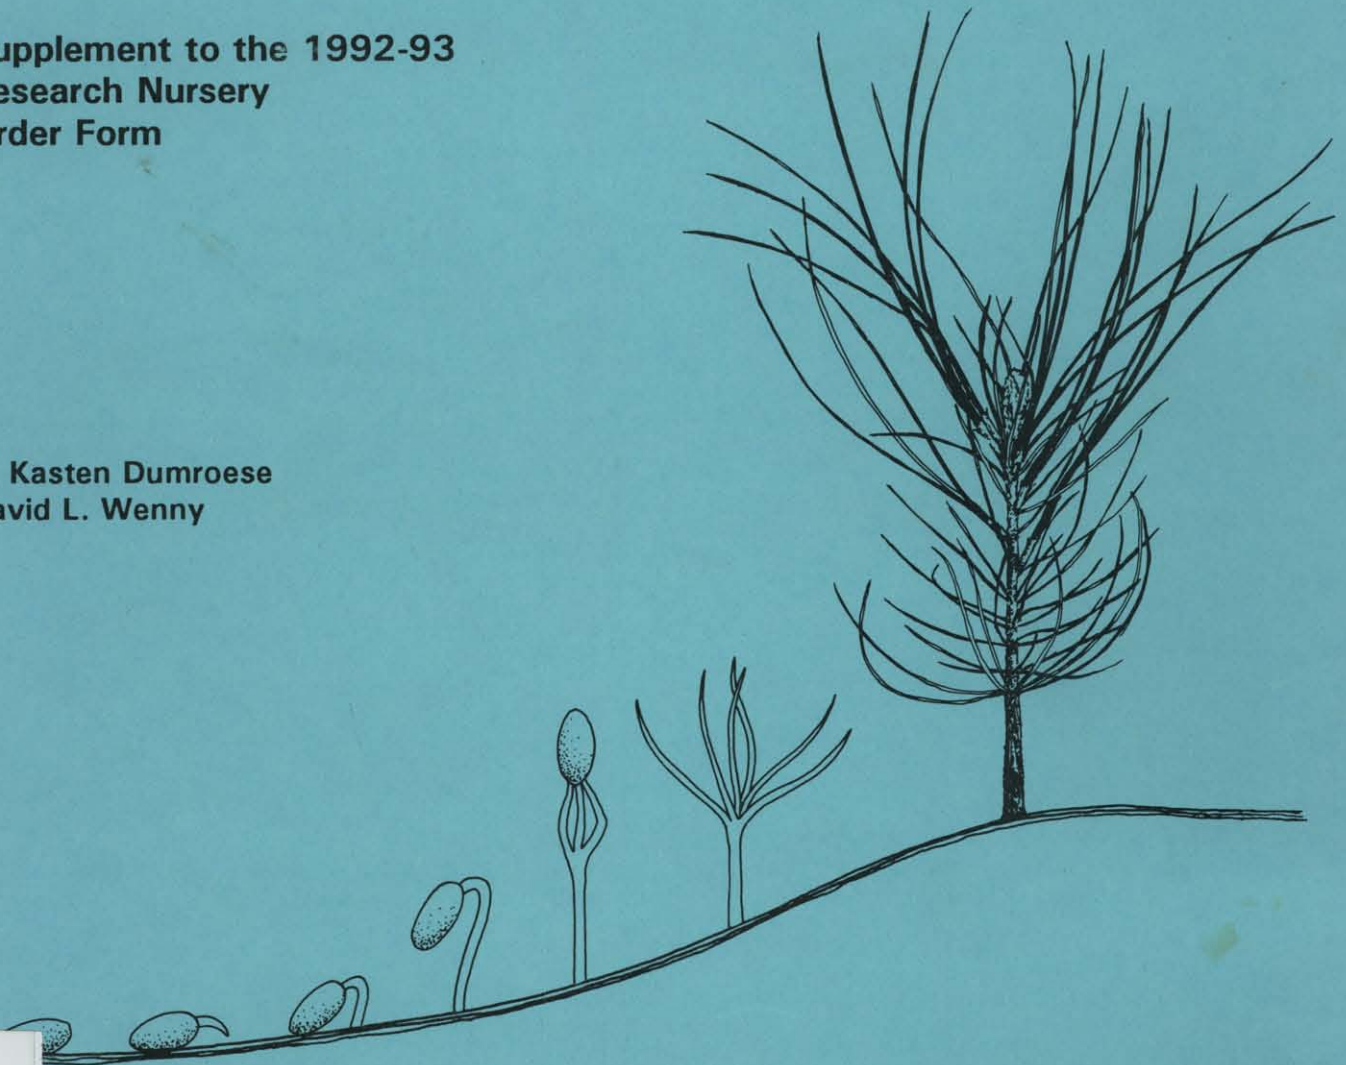 upplement to the 1992-93
esearch Nursery
rder Form
Kasten Dumroese
avid L. Wenny